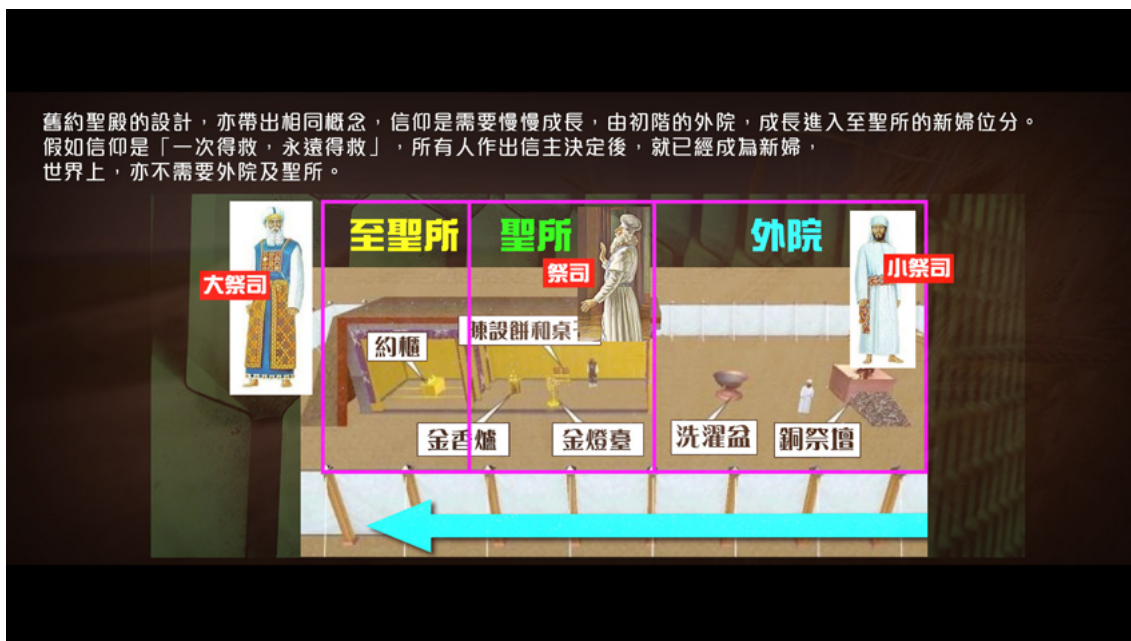 舊約聖殿的設計，亦帶出相同概念，信仰是需要慢慢成長，由初階的外院，成長進入至聖所的新婦位分。
假如信仰是「一次得救，永遠得救」，所有人作出信主決定後，就已經成為新婦，
世界上，亦不需要外院及聖所。
至聖所
聖所
外院
大祭司
祭司
小祭司
約櫃
陳設餅和桌
金香爐
金燈臺
洗濯盆
銅祭壇